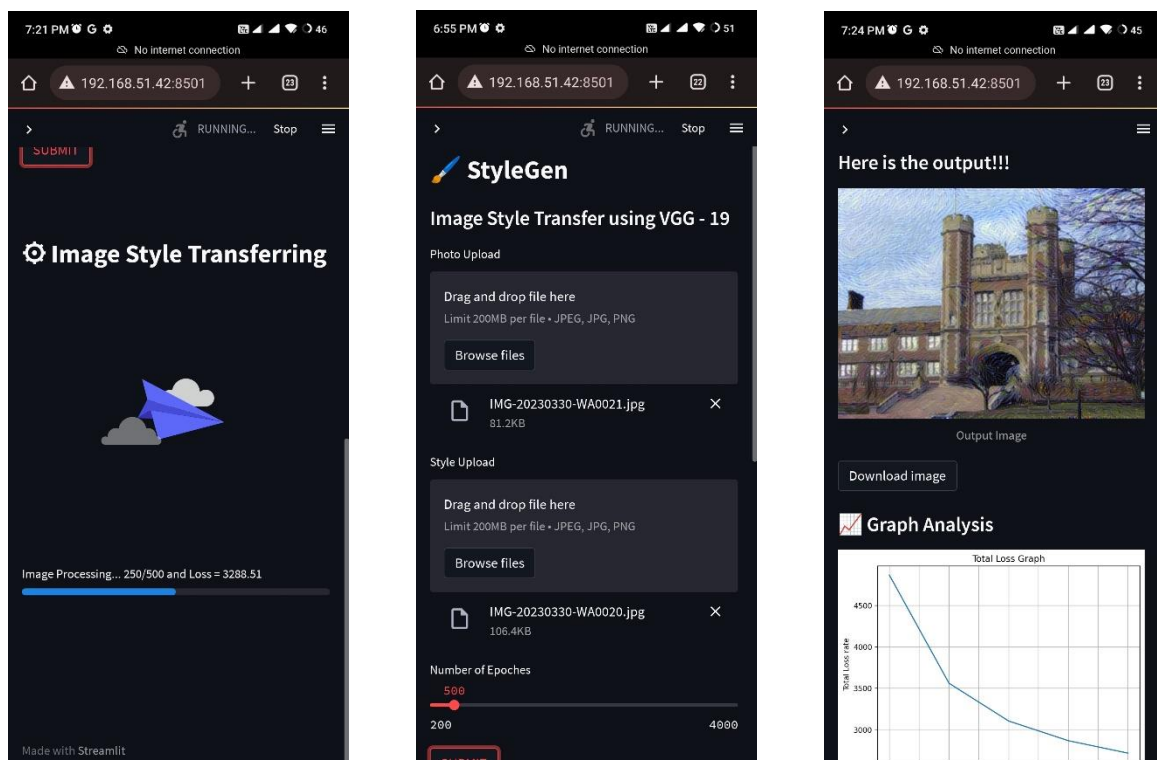 7:21 PM G 46
No internet connection
192.168.51.42:8501 + 23
> RUNNING... Stop
SUBMIT
Image Style Transferring
Image Processing... 250/500 and Loss = 3288.51
Made with Streamlit
6:55 PM 51
No internet connection
192.168.51.42:8501 + 22
> RUNNING... Stop
StyleGen
Image Style Transfer using VGG - 19
Photo Upload
Drag and drop file here
Limit 200MB per file • JPEG, JPG, PNG
Browse files
IMG-20230330-WA0021.jpg
81.2KB
Style Upload
Drag and drop file here
Limit 200MB per file • JPEG, JPG, PNG
Browse files
IMG-20230330-WA0020.jpg
106.4KB
Number of Epoches
500
200 4000
SUBMIT
7:24 PM G 45
No internet connection
192.168.51.42:8501 + 23
>
Here is the output!!!
Output Image
Download image
Graph Analysis
Total Loss Graph
Total Loss rate
4500
4000
3500
3000